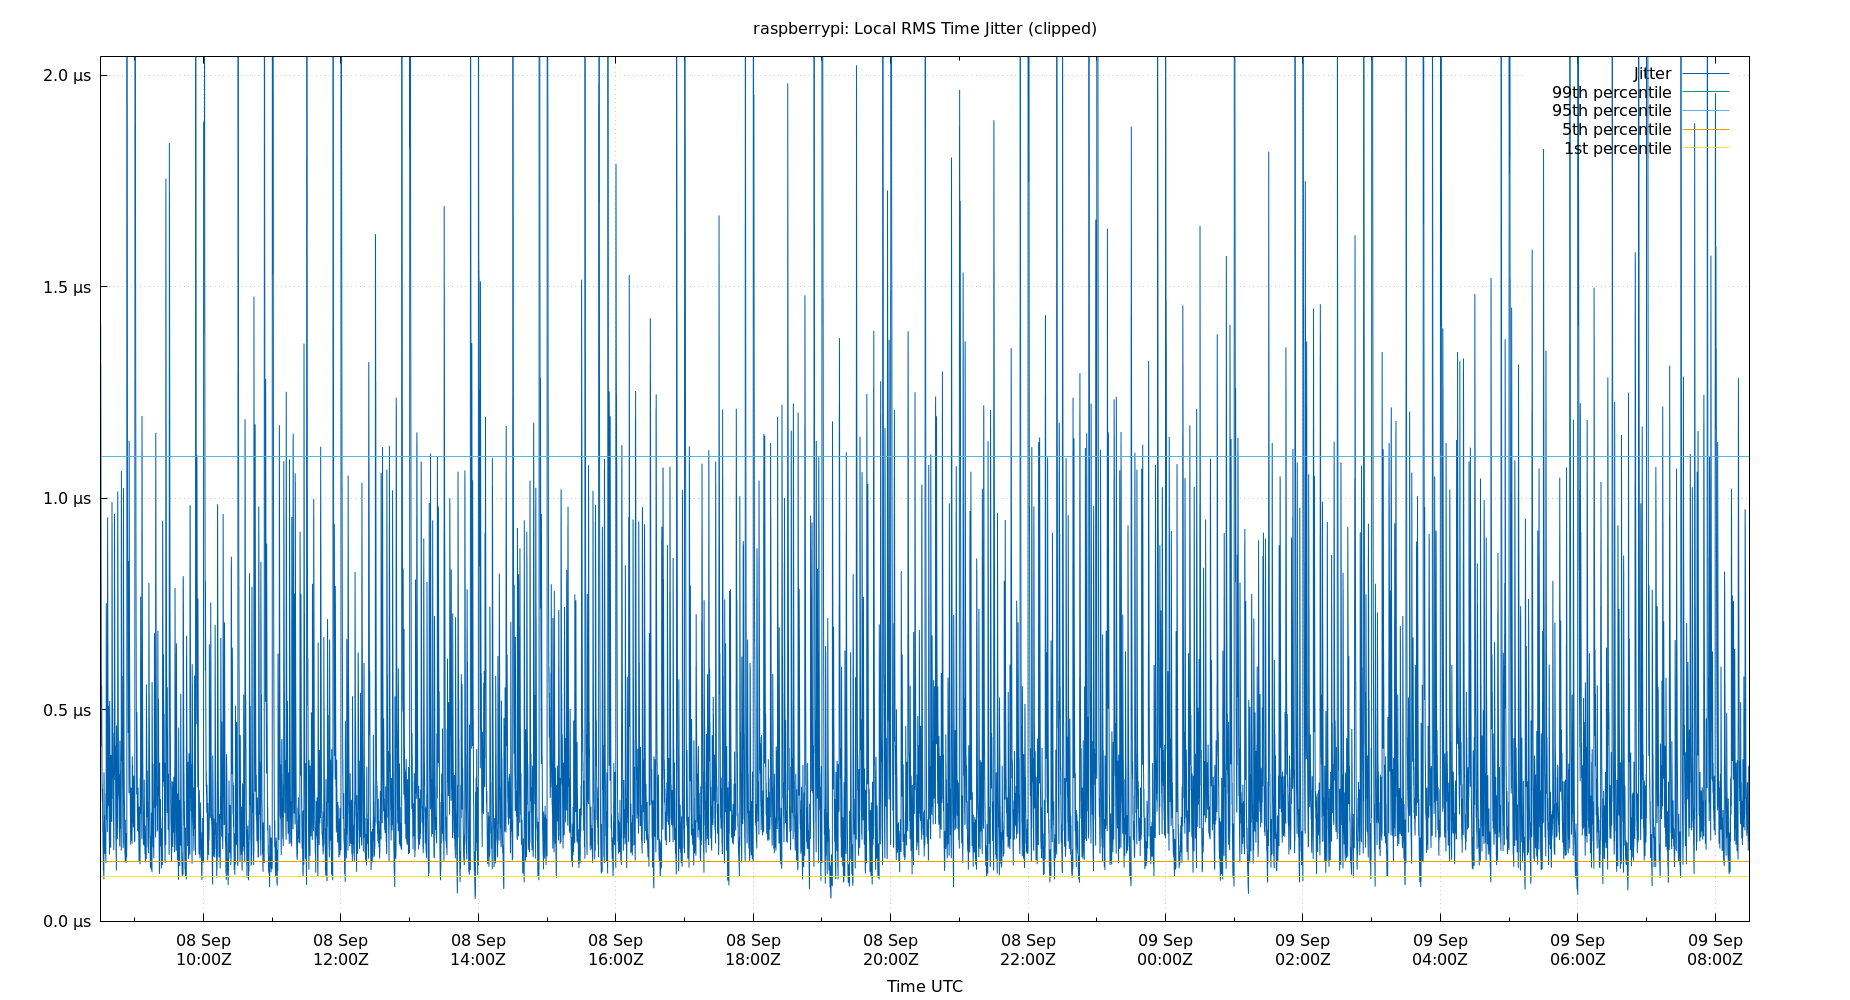 raspberrypi: Local RMS Time Jitter (clipped)
2.0 µs
1.5 µs
1.0 µs
0.5 µs
0.0 µs
Jitter
99th percentile
95th percentile
5th percentile
1st percentile
08 Sep 08 Sep 08 Sep 08 Sep 08 Sep 08 Sep 08 Sep 09 Sep 09 Sep 09 Sep 09 Sep 09 Sep
10:00Z 12:00Z 14:00Z 16:00Z 18:00Z 20:00Z 22:00Z 00:00Z 02:00Z 04:00Z 06:00Z 08:00Z
Time UTC